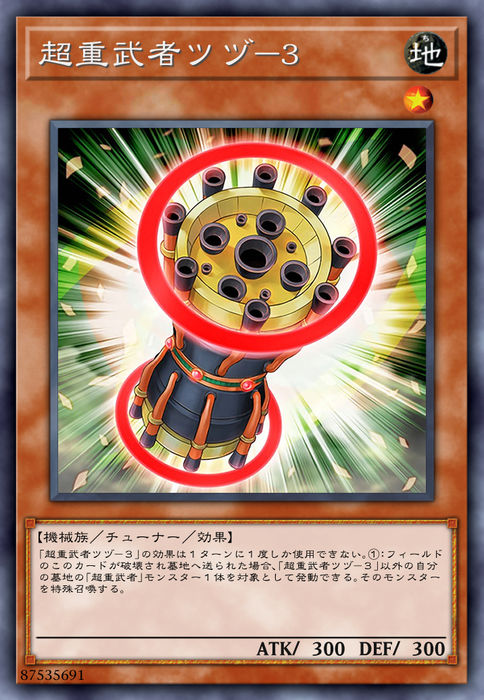 超重武者ツヅ-3
ち
地
【機械族／チューナー／効果】
「超重武者ツヅ-3」の効果は1ターンに1度しか使用できない。①：フィールド
のこのカードが破壊され墓地へ送られた場合、「超重武者ツヅ-3」以外の自分
の墓地の「超重武者」モンスター1体を対象として発動できる。そのモンスター
を特殊召喚する。
ATK/ 300 DEF/ 300
87535691